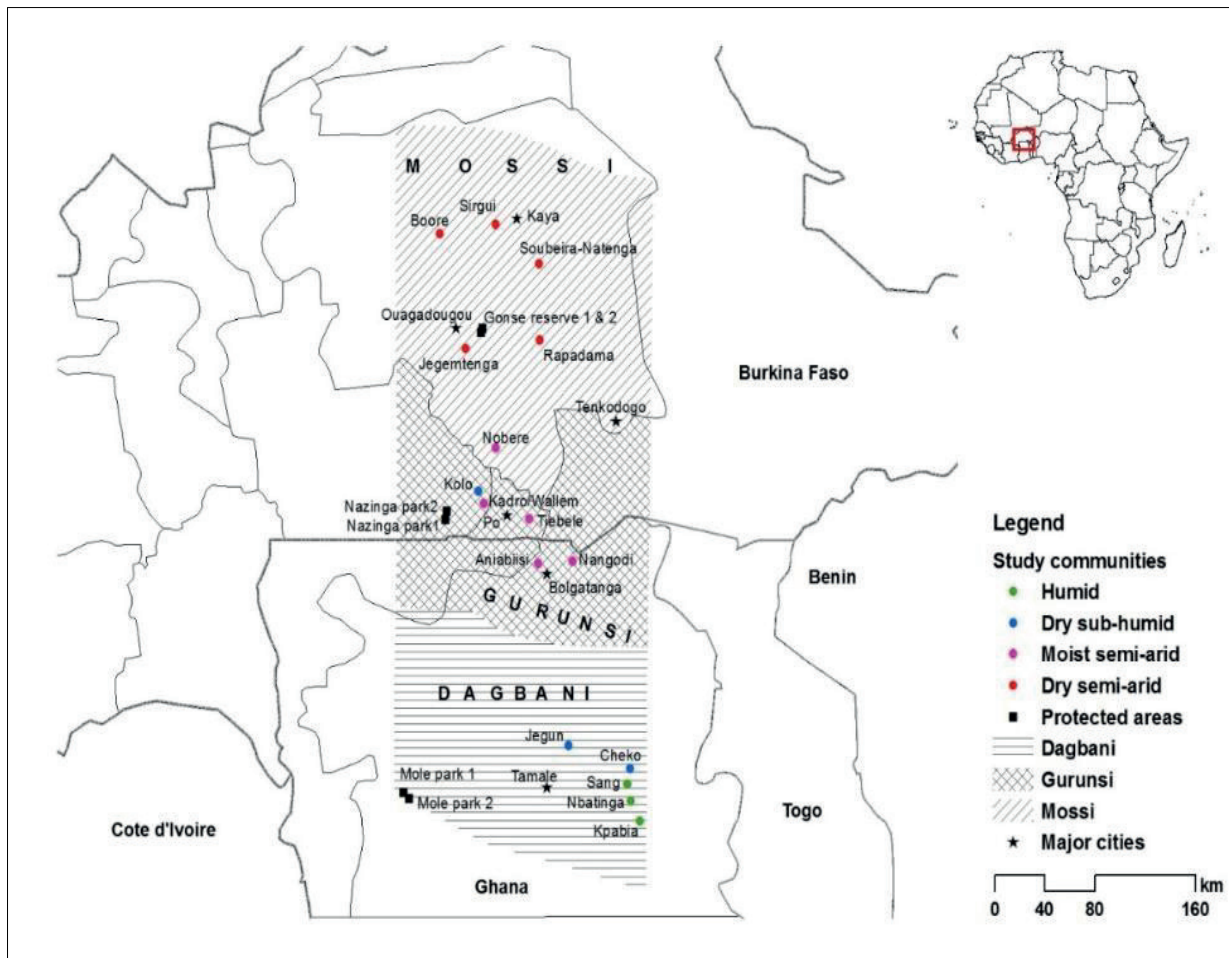 M O S S I
Sirgui
Kaya
Boore
Soubeira-Natenga
Ouagadougou
Gonse reserve 1 & 2
Jegemtenga
Rapadama
Burkina Faso
Tenkodogo
Nobere
Kolo
Kadro/Wallem
Nazinga park2
Po
Tiebele
Nazinga park1
Aniabiisi
Nangodi
Bolgatanga
Benin
G U R U N S I
D A G B A N I
Jegun
Cheko
Mole park 1
Tamale
Sang
Mole park 2
Nbatinga
Kpabia
Cote d'Ivoire
Togo
Ghana
Legend
Study communities
Humid
Dry sub-humid
Moist semi-arid
Dry semi-arid
Protected areas
Dagbani
Gurunsi
Mossi
Major cities
km
0 40 80 160